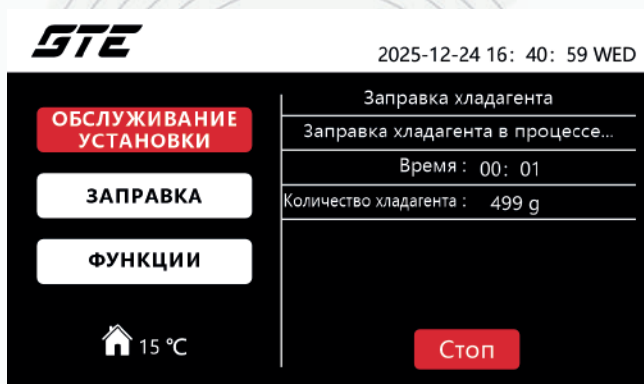 GTE
2025-12-24 16: 40: 59 WED
ОБСЛУЖИВАНИЕ
УСТАНОВКИ
ЗАПРАВКА
ФУНКЦИИ
15 ℃
Заправка хладагента
Заправка хладагента в процессе...
Время : 00: 01
Количество хладагента : 499 g
Стоп